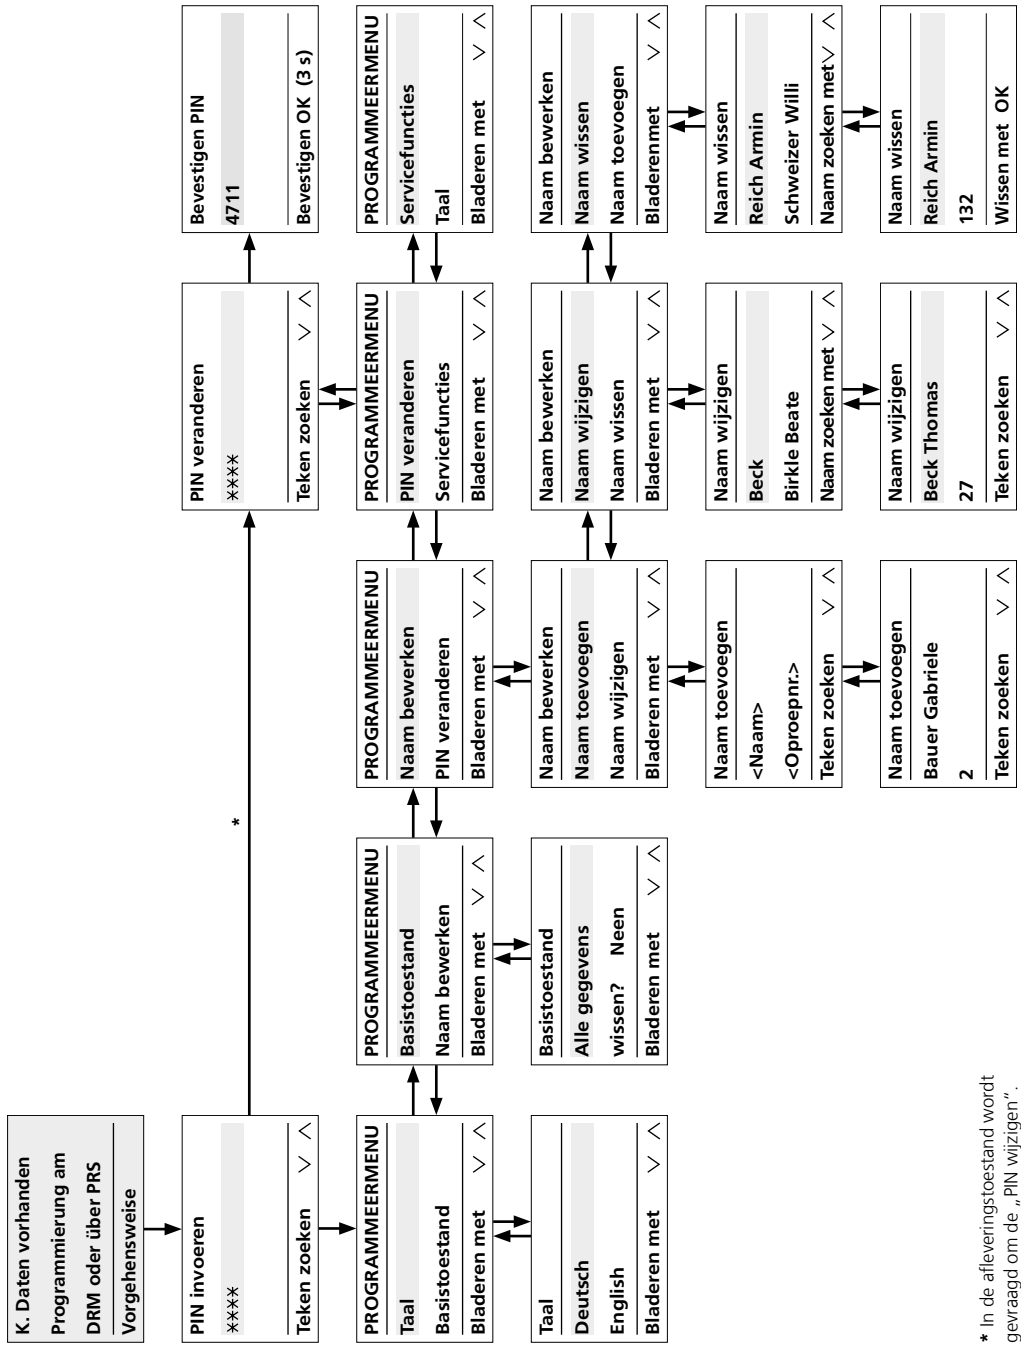 K. Daten vorhanden
Programmierung am
DRM oder über PRS
Vorgehensweise
PIN invoeren
****
Teken zoeken
*
PIN veranderen
****
Teken zoeken
Bevestigen PIN
4711
Bevestigen OK (3 s)
PROGRAMMEERMENU
Taal
Basistoestand
Bladeren met
PROGRAMMEERMENU
Basistoestand
Naam bewerken
Bladeren met
PROGRAMMEERMENU
Naam bewerken
PIN veranderen
Bladeren met
PROGRAMMEERMENU
PIN veranderen
Servicefuncties
Bladeren met
PROGRAMMEERMENU
Servicefuncties
Taal
Bladeren met
Taal
Deutsch
English
Bladeren met
Basistoestand
Alle gegevens
wissen? Neen
Bladeren met
Naam bewerken
Naam toevoegen
Naam wijzigen
Bladeren met
Naam bewerken
Naam wijzigen
Naam wissen
Bladeren met
Naam bewerken
Naam wissen
Naam toevoegen
Bladerenmet
Naam toevoegen
<Naam>
<Oproepnr.>
Teken zoeken
Naam wijzigen
Beck
Birkle Beate
Naam zoeken met
Naam wissen
Reich Armin
Schweizer Willi
Naam zoeken met
Naam toevoegen
Bauer Gabriele
2
Teken zoeken
Naam wijzigen
Beck Thomas
27
Teken zoeken
Naam wissen
Reich Armin
132
Wissen met OK
* In de afleveringstoestand wordt
gevraagd om de „PIN wijzigen“.